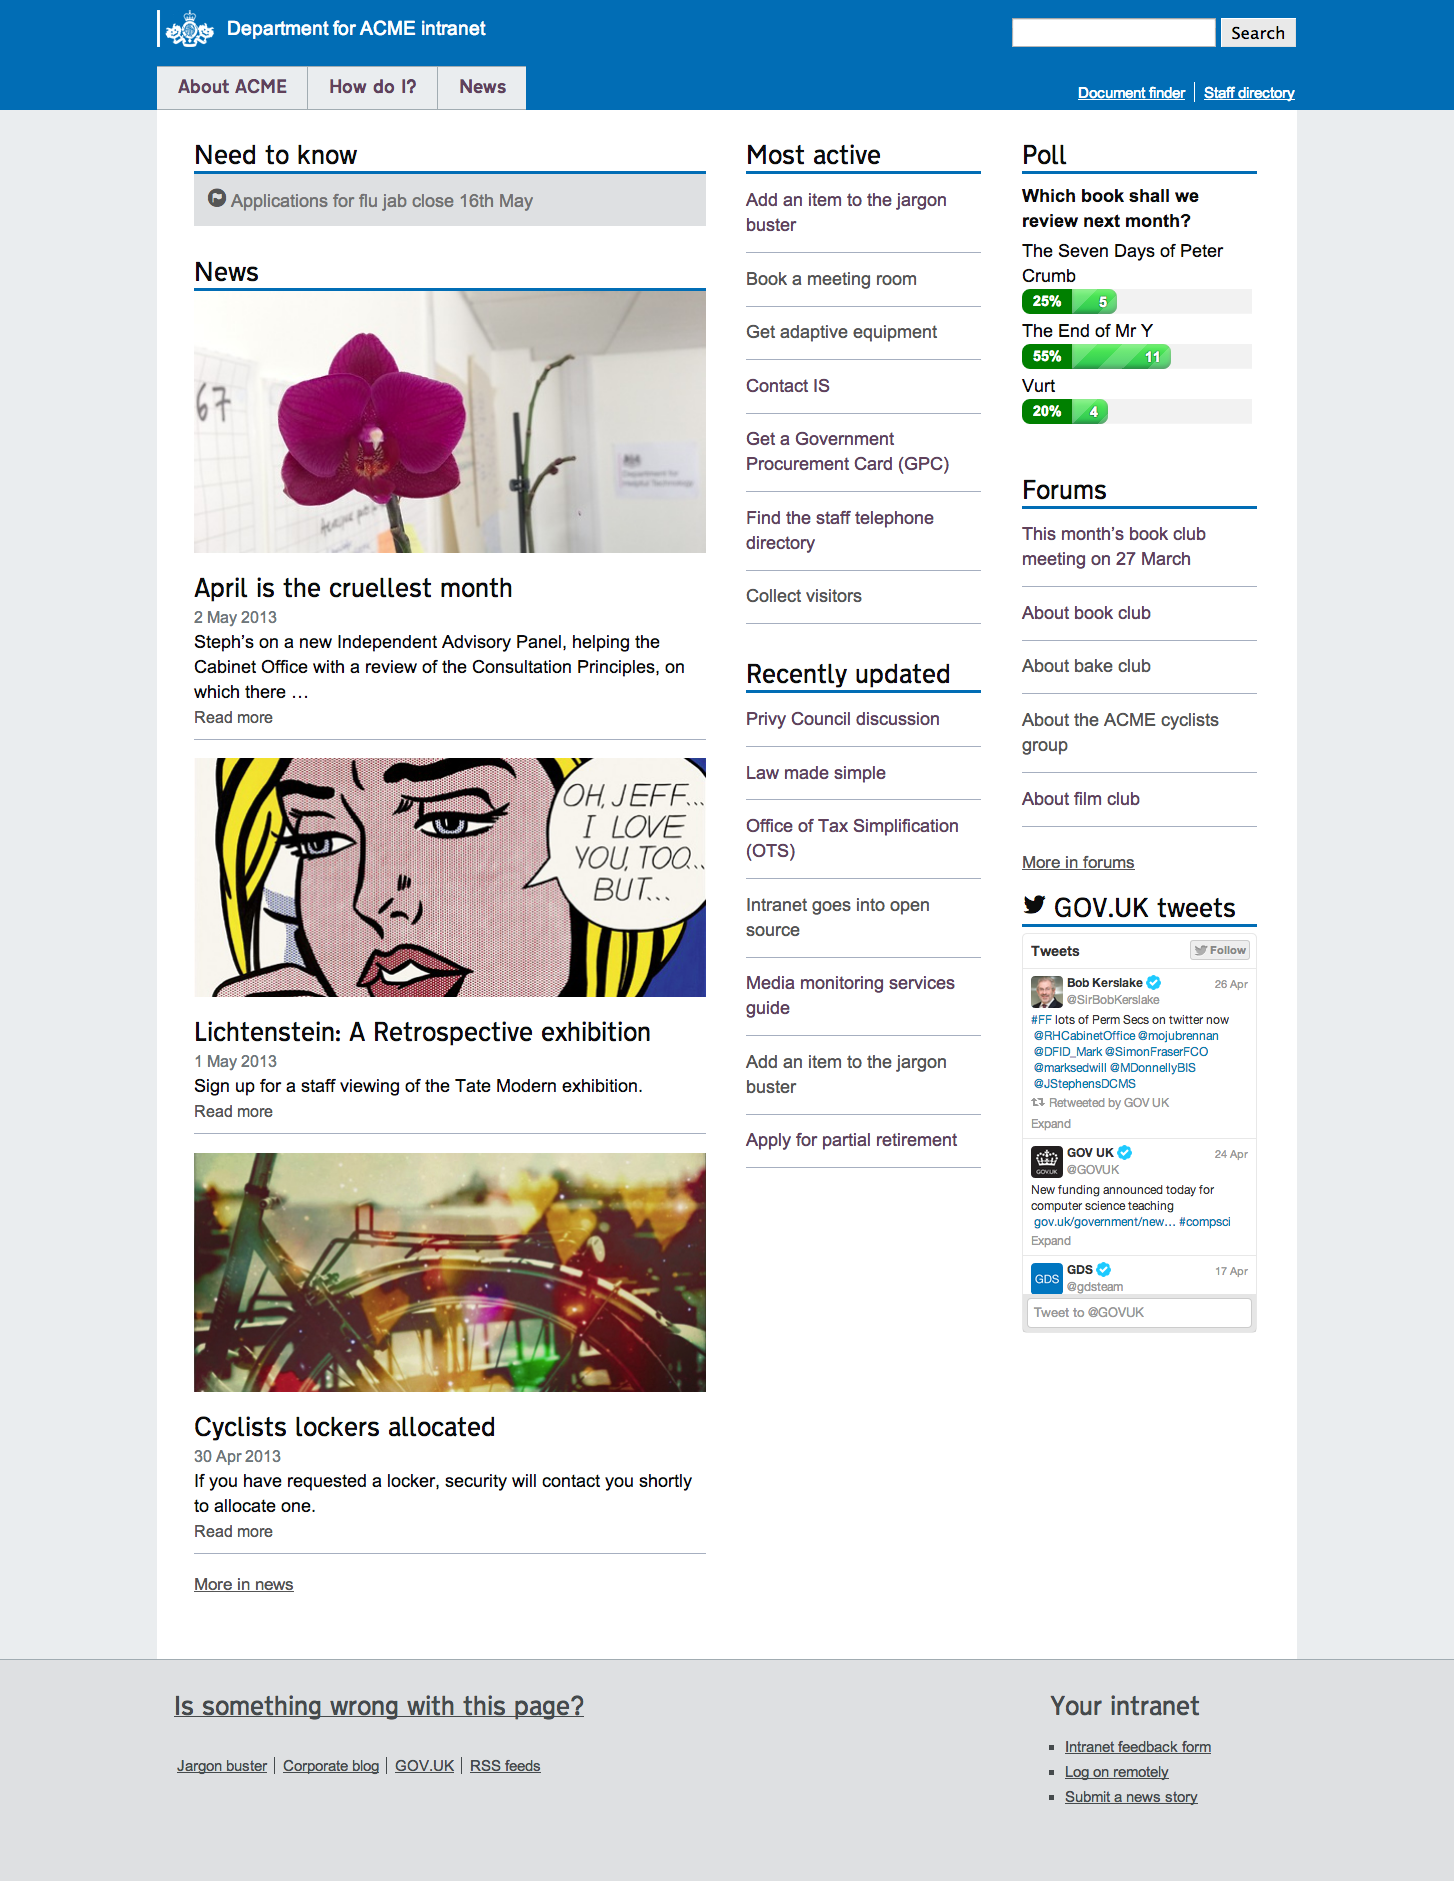 Department for ACME intranet
Search
About ACME
How do I?
News
Document finder
Staff directory
Need to know
Applications for flu jab close 16th May
News
67
April is the cruellest month
2 May 2013
Steph’s on a new Independent Advisory Panel, helping the
Cabinet Office with a review of the Consultation Principles, on
which there …
Read more
OH, JEFF...
I LOVE
YOU, TOO...
BUT...
Lichtenstein: A Retrospective exhibition
1 May 2013
Sign up for a staff viewing of the Tate Modern exhibition.
Read more
Cyclists lockers allocated
30 Apr 2013
If you have requested a locker, security will contact you shortly
to allocate one.
Read more
More in news
Most active
Add an item to the jargon
buster
Book a meeting room
Get adaptive equipment
Contact IS
Get a Government
Procurement Card (GPC)
Find the staff telephone
directory
Collect visitors
Recently updated
Privy Council discussion
Law made simple
Office of Tax Simplification
(OTS)
Intranet goes into open
source
Media monitoring services
guide
Add an item to the jargon
buster
Apply for partial retirement
Poll
Which book shall we
review next month?
The Seven Days of Peter
Crumb
25% 5
The End of Mr Y
55% 11
Vurt
20% 4
Forums
This month’s book club
meeting on 27 March
About book club
About bake club
About the ACME cyclists
group
About film club
More in forums
GOV.UK tweets
Tweets
Follow
Bob Kerslake
26 Apr
@SirBobKerslake
#FF lots of Perm Secs on twitter now
@RHCabinetOffice @mojubrennan
@DFID_Mark @SimonFraserFCO
@marksedwill @MDonnellyBIS
@JStephensDCMS
Retweeted by GOV UK
Expand
GOV UK
24 Apr
@GOVUK
GOV.UK
New funding announced today for
computer science teaching
gov.uk/government/new… #compsci
Expand
GDS
GDS
17 Apr
@gdsteam
Tweet to @GOVUK
Is something wrong with this page?
Jargon buster
Corporate blog
GOV.UK
RSS feeds
Your intranet
Intranet feedback form
Log on remotely
Submit a news story